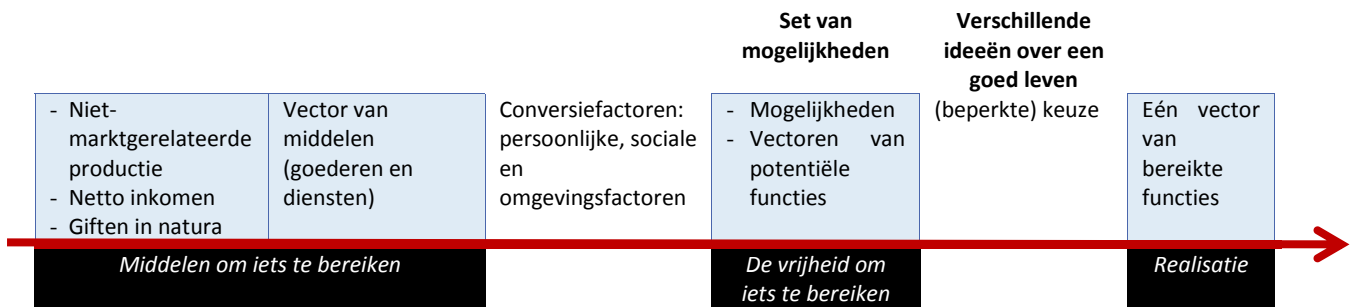 Set van
mogelijkheden
Verschillende
ideeën over een
goed leven
- Niet-
marktgerelateerde
productie
- Netto inkomen
- Giften in natura
Vector van
middelen
(goederen en
diensten)
Conversiefactoren:
persoonlijke, sociale
en
omgevingsfactoren
- Mogelijkheden
- Vectoren van
potentiële
functies
(beperkte) keuze
Eén vector
van
bereikte
functies
Middelen om iets te bereiken
De vrijheid om
iets te bereiken
Realisatie